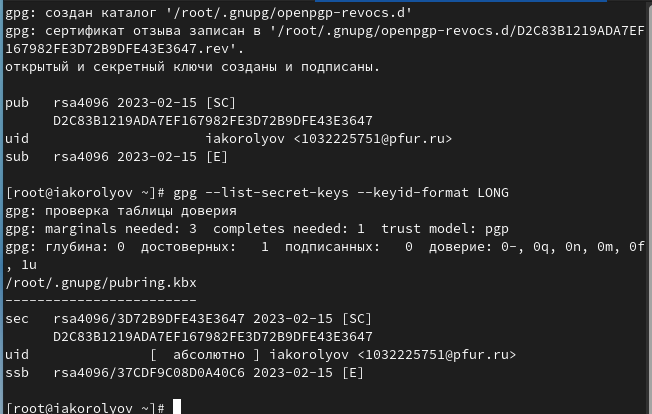 gpg: создан каталог '/root/.gnupg/openpgp-revocs.d'
gpg: сертификат отзыва записан в '/root/.gnupg/openpgp-revocs.d/D2C83B1219ADA7EF
167982FE3D72B9DFE43E3647.rev'.
открытый и секретный ключи созданы и подписаны.
pub   rsa4096 2023-02-15 [SC]
      D2C83B1219ADA7EF167982FE3D72B9DFE43E3647
uid                      iakorolyov <1032225751@pfur.ru>
sub   rsa4096 2023-02-15 [E]
[root@iakorolyov ~]# gpg --list-secret-keys --keyid-format LONG
gpg: проверка таблицы доверия
gpg: marginals needed: 3  completes needed: 1  trust model: pgp
gpg: глубина: 0  достоверных:   1  подписанных:   0  доверие: 0-, 0q, 0n, 0m, 0f
, 1u
/root/.gnupg/pubring.kbx
------------------------
sec   rsa4096/3D72B9DFE43E3647 2023-02-15 [SC]
      D2C83B1219ADA7EF167982FE3D72B9DFE43E3647
uid               [  абсолютно ] iakorolyov <1032225751@pfur.ru>
ssb   rsa4096/37CDF9C08D0A40C6 2023-02-15 [E]
[root@iakorolyov ~]#